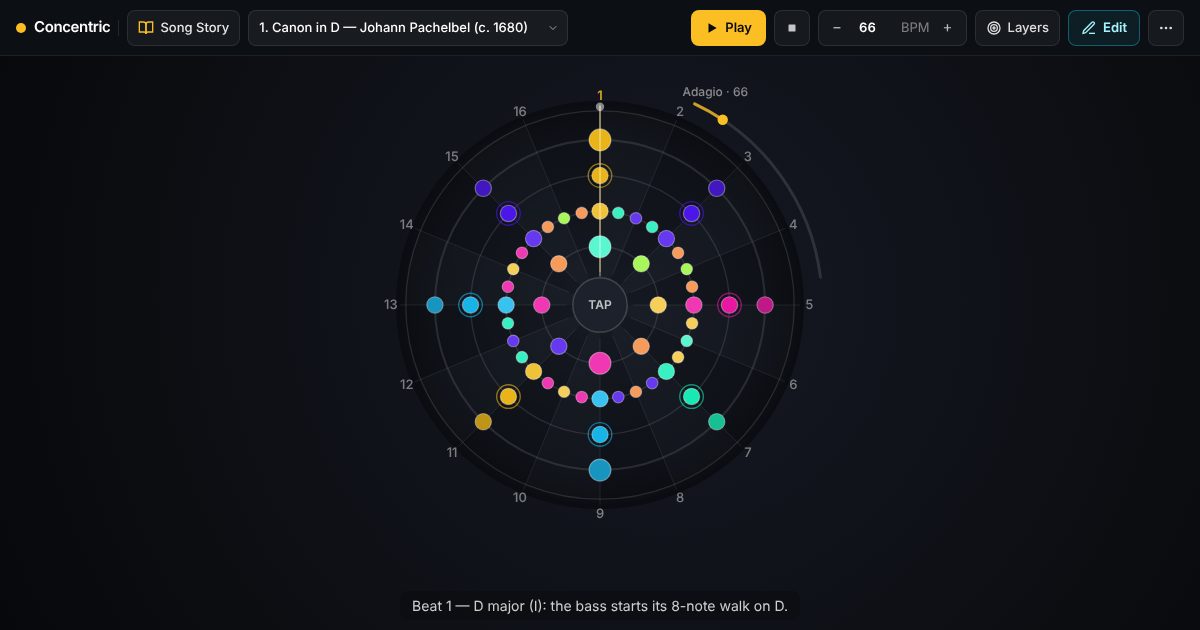 Concentric
Song Story
1. Canon in D — Johann Pachelbel (c. 1680)
Play
− 66 BPM +
Layers
Edit
...
Adagio · 66
1
2
3
4
5
6
7
8
9
10
11
12
13
14
15
16
TAP
Beat 1 — D major (I): the bass starts its 8-note walk on D.